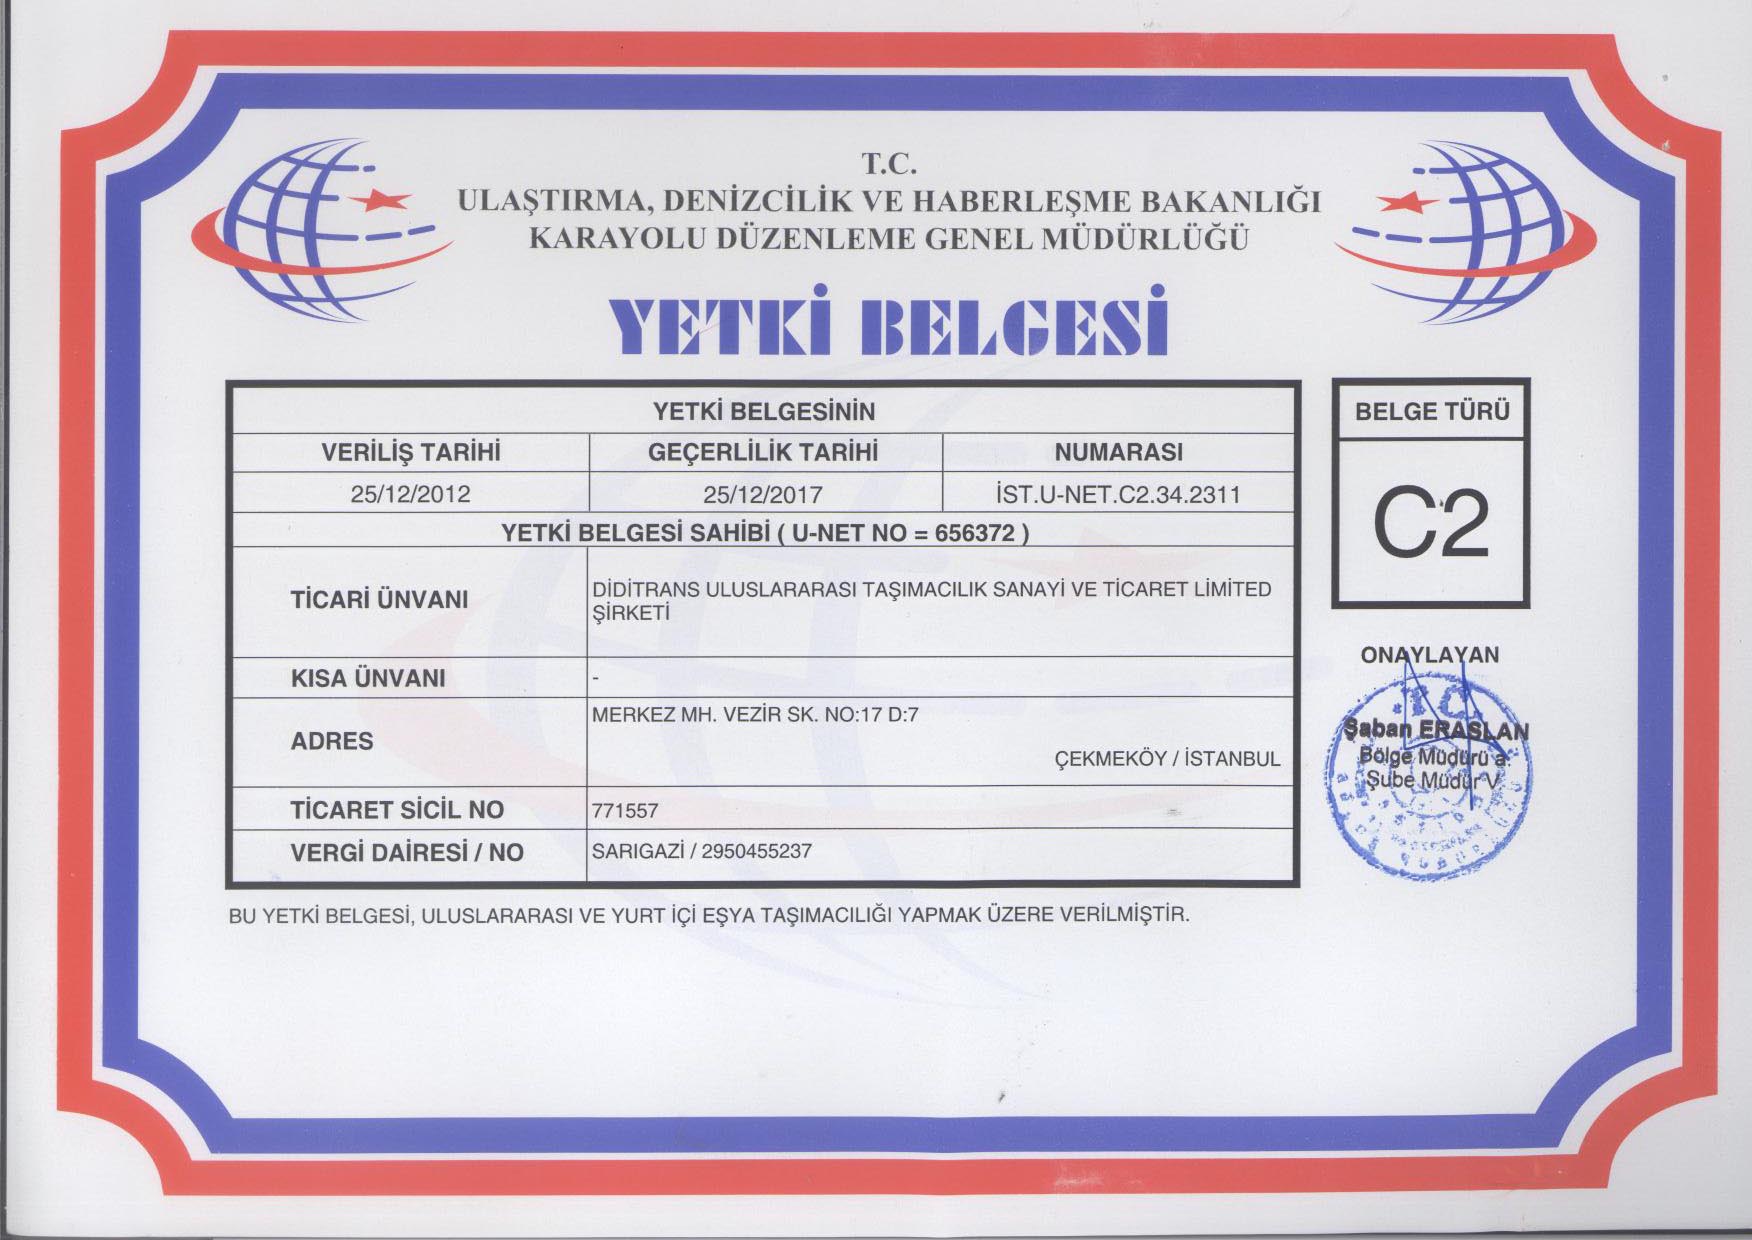 T.C.
ULAŞTIRMA, DENİZCİLİK VE HABERLEŞME BAKANLIĞI
KARAYOLU DÜZENLEME GENEL MÜDÜRLÜĞÜ
YETKİ BELGESİ
YETKİ BELGESİNİN
VERİLİŞ TARİHİ GEÇERLİLİK TARİHİ NUMARASI
25/12/2012 25/12/2017 İST.U-NET.C2.34.2311
YETKİ BELGESİ SAHİBİ ( U-NET NO = 656372 )
TİCARİ ÜNVANI
DİDİTRANS ULUSLARARASI TAŞIMACILIK SANAYİ VE TİCARET LİMİTED
ŞİRKETİ
KISA ÜNVANI -
ADRES
MERKEZ MH. VEZİR SK. NO:17 D:7
ÇEKMEKÖY / İSTANBUL
TİCARET SİCİL NO 771557
VERGİ DAİRESİ / NO SARIGAZİ / 2950455237
BU YETKİ BELGESİ, ULUSLARARASI VE YURT İÇİ EŞYA TAŞIMACILIĞI YAPMAK ÜZERE VERİLMİŞTİR.
BELGE TÜRÜ
C2
ONAYLAYAN
T.C.
Şaban ERASLAN
Bölge Müdürü a.
Şube Müdür V.